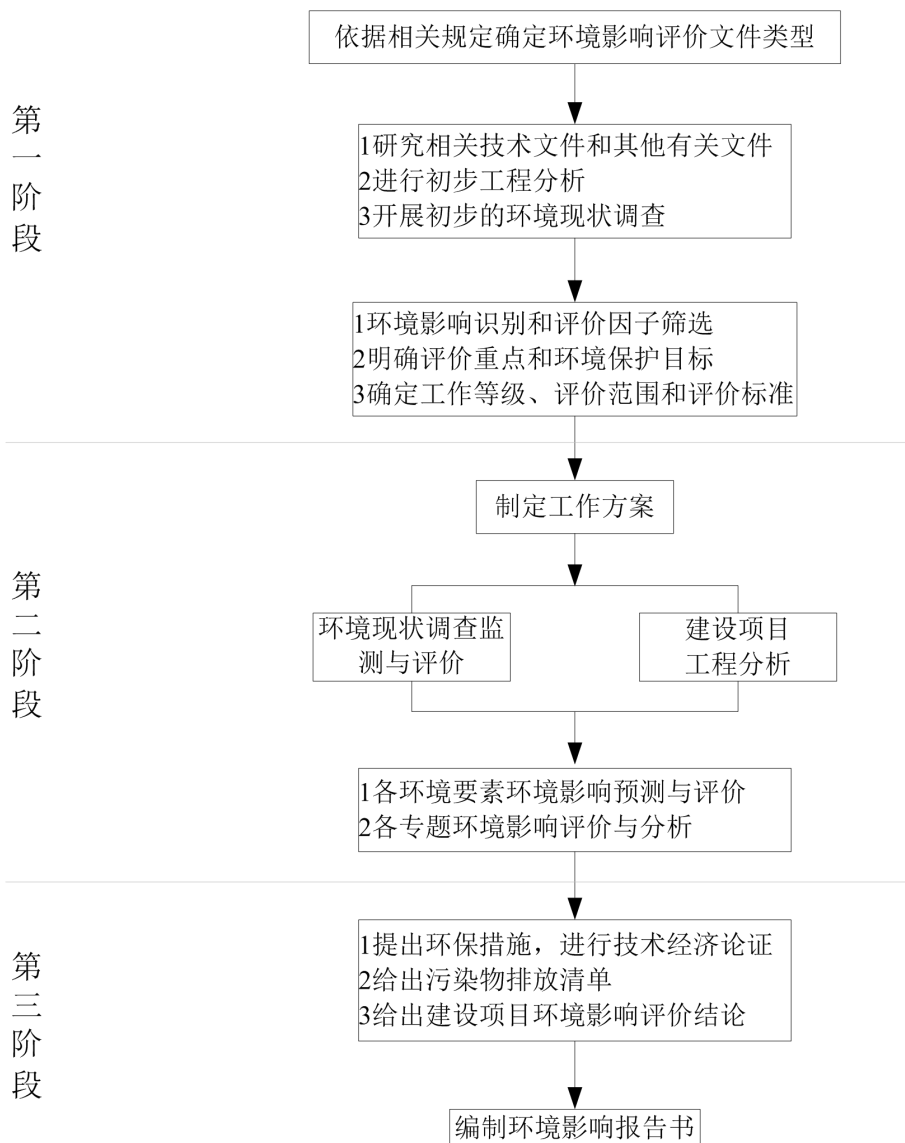 依据相关规定确定环境影响评价文件类型
第一阶段
1研究相关技术文件和其他有关文件
2进行初步工程分析
3开展初步的环境现状调查
1环境影响识别和评价因子筛选
2明确评价重点和环境保护目标
3确定工作等级、评价范围和评价标准
制定工作方案
第二阶段
环境现状调查监
测与评价
建设项目
工程分析
1各环境要素环境影响预测与评价
2各专题环境影响评价与分析
第三阶段
1提出环保措施，进行技术经济论证
2给出污染物排放清单
3给出建设项目环境影响评价结论
编制环境影响报告书